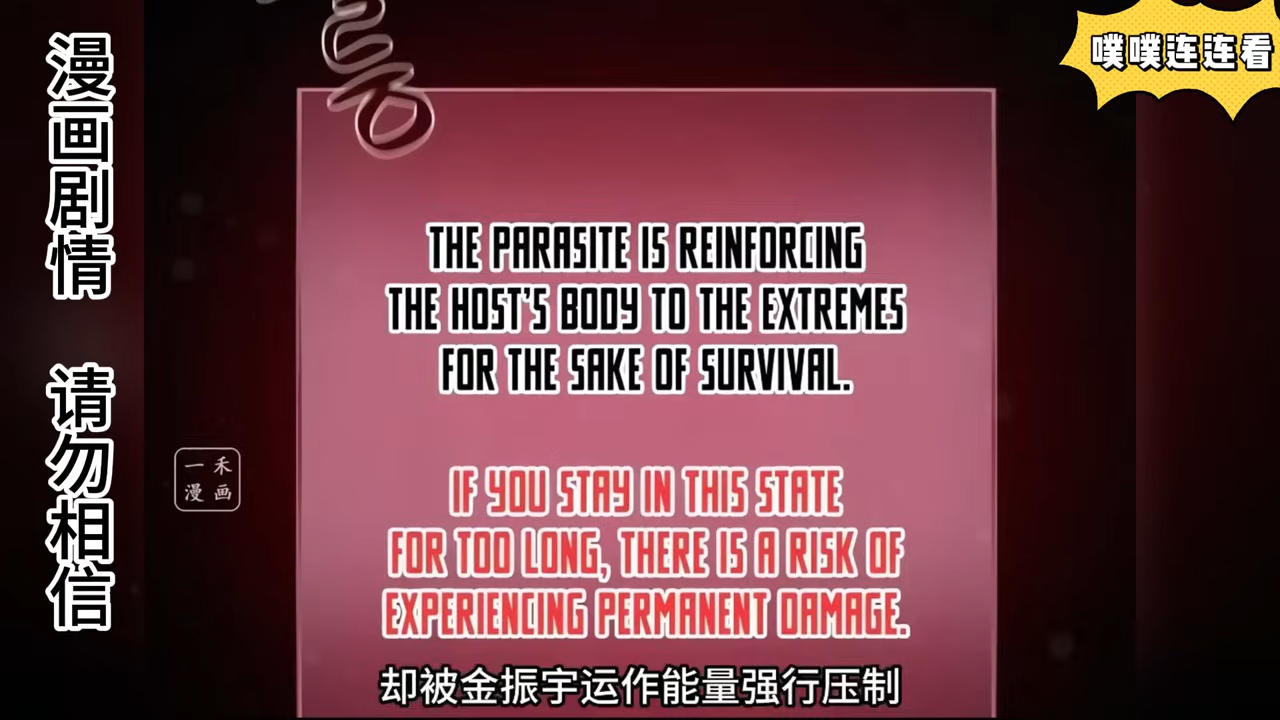 漫画剧情 请勿相信
噗噗连连看
THE PARASITE IS REINFORCING
THE HOST'S BODY TO THE EXTREMES
FOR THE SAKE OF SURVIVAL.
IF YOU STAY IN THIS STATE
FOR TOO LONG, THERE IS A RISK OF
EXPERIENCING PERMANENT DAMAGE.
一禾
漫画
却被金振宇运作能量强行压制